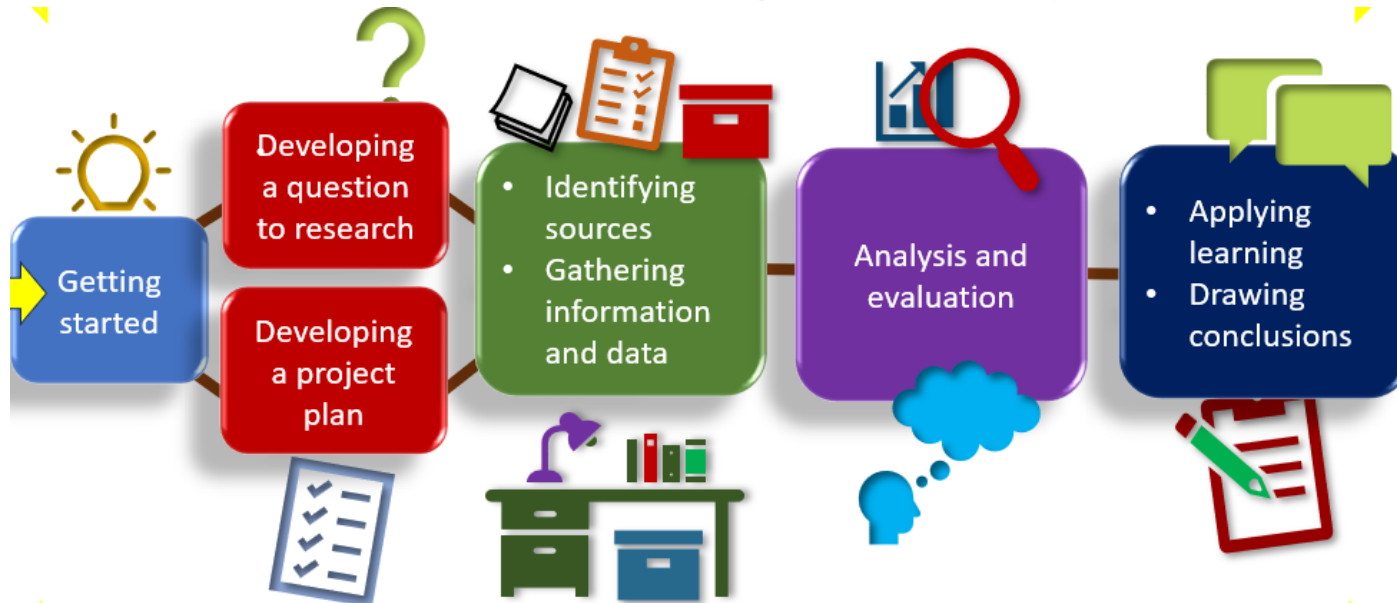 Getting
started
Developing
a question
to research
Developing
a project
plan
• Identifying
sources
• Gathering
information
and data
Analysis and
evaluation
• Applying
learning
• Drawing
conclusions